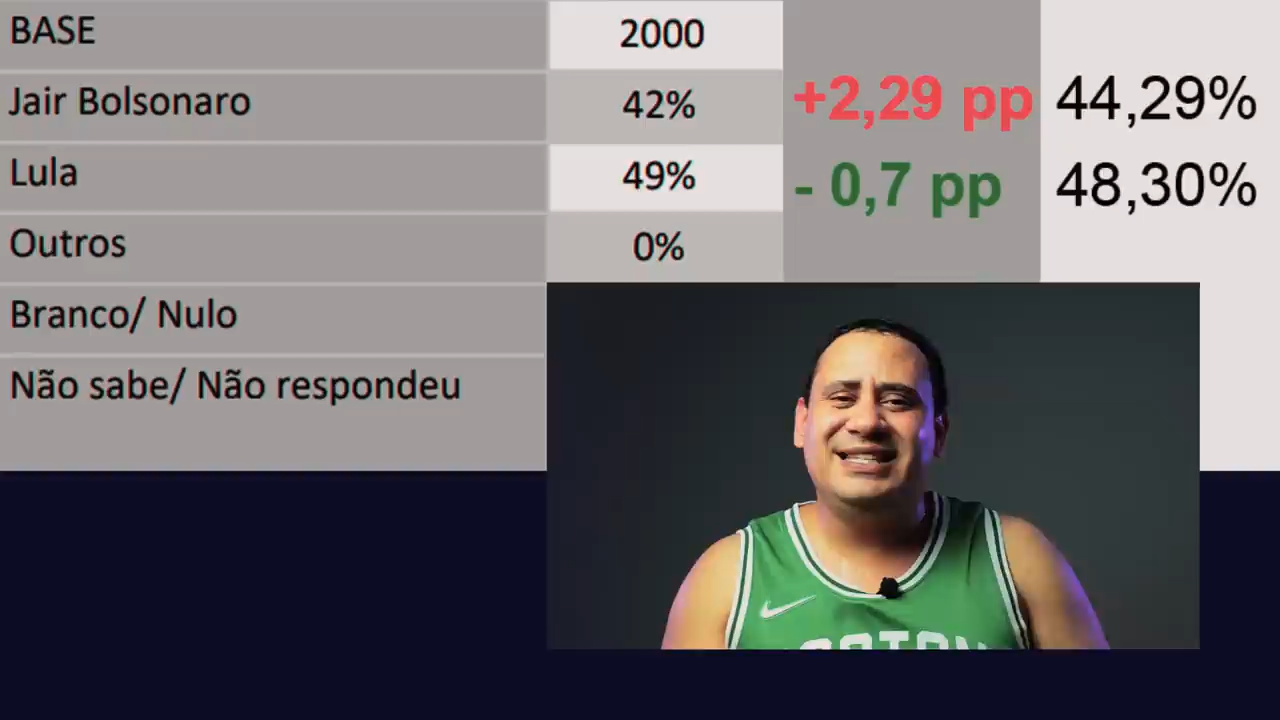 BASE 2000
Jair Bolsonaro 42% +2,29 pp 44,29%
Lula 49% - 0,7 pp 48,30%
Outros 0%
Branco/ Nulo
Não sabe/ Não respondeu